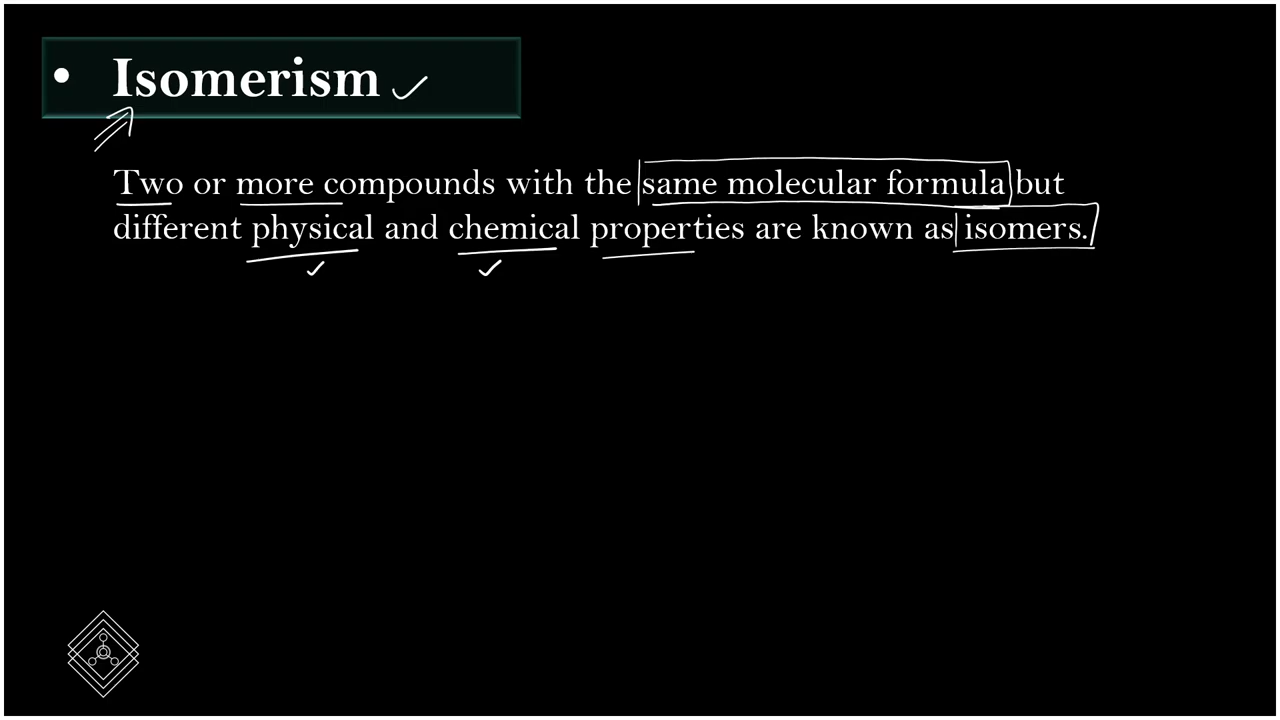 • Isomerism
Two or more compounds with the same molecular formula but
different physical and chemical properties are known as isomers.